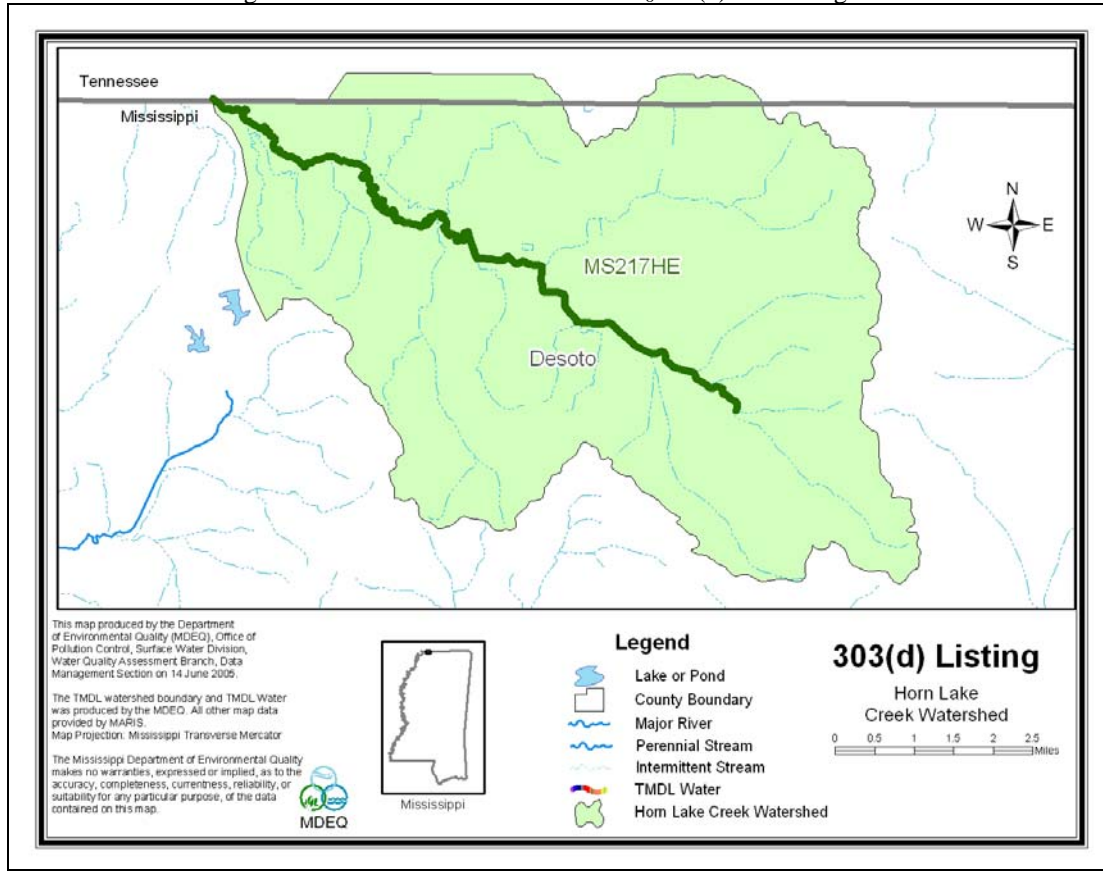 Tennessee
Mississippi
N
W E
S
MS217HE
Desoto
This map produced by the Department
of Environmental Quality (MDEQ), Office of
Pollution Control, Surface Water Division,
Water Quality Assessment Branch, Data
Management Section on 14 June 2005.
The TMDL watershed boundary and TMDL Water
was produced by the MDEQ. All other map data
provided by MARIS.
Map Projection: Mississippi Transverse Mercator
The Mississippi Department of Environmental Quality
makes no warranties, expressed or implied, as to the
accuracy, completeness, currentness, reliability, or
suitability for any particular purpose, of the data
contained on this map.
MDEQ
Mississippi
Legend
Lake or Pond
County Boundary
Major River
Perennial Stream
Intermittent Stream
TMDL Water
Horn Lake Creek Watershed
303(d) Listing
Horn Lake
Creek Watershed
0 0.5 1 1.5 2 2.5
Miles